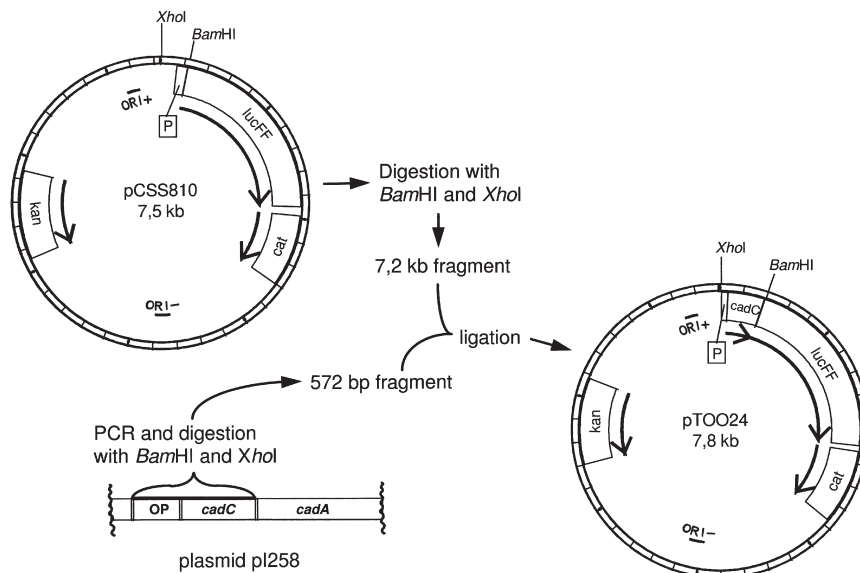 XhoI
BamHI
ORI+
P
lucFF
pCSS810
7,5 kb
kan
cat
ORI−
Digestion with
BamHI and XhoI
7,2 kb fragment
ligation
572 bp fragment
PCR and digestion
with BamHI and XhoI
OP
cadC
cadA
plasmid pI258
XhoI
BamHI
cadC
ORI+
P
lucFF
pTOO24
7,8 kb
kan
cat
ORI−